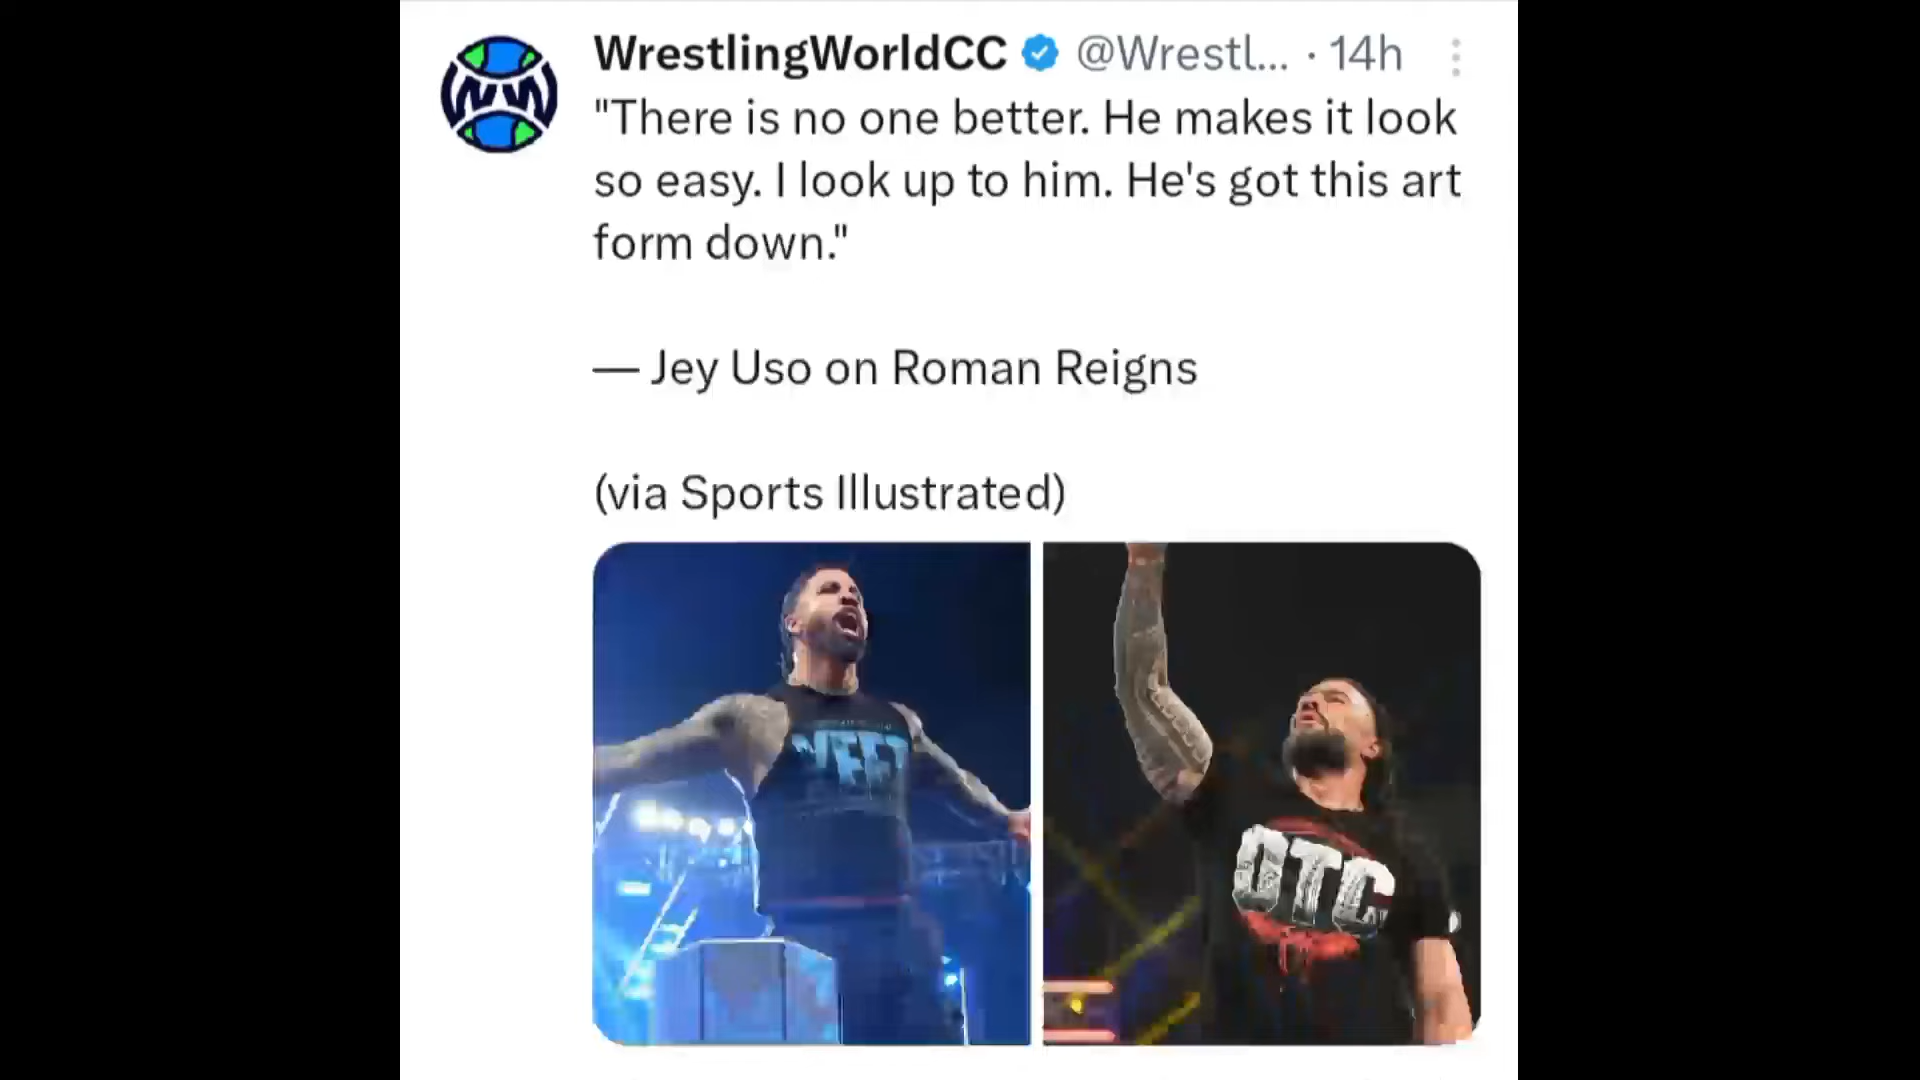 WrestlingWorldCC @Wrestl... · 14h
"There is no one better. He makes it look
so easy. I look up to him. He's got this art
form down."
— Jey Uso on Roman Reigns
(via Sports Illustrated)
YEET
OTC